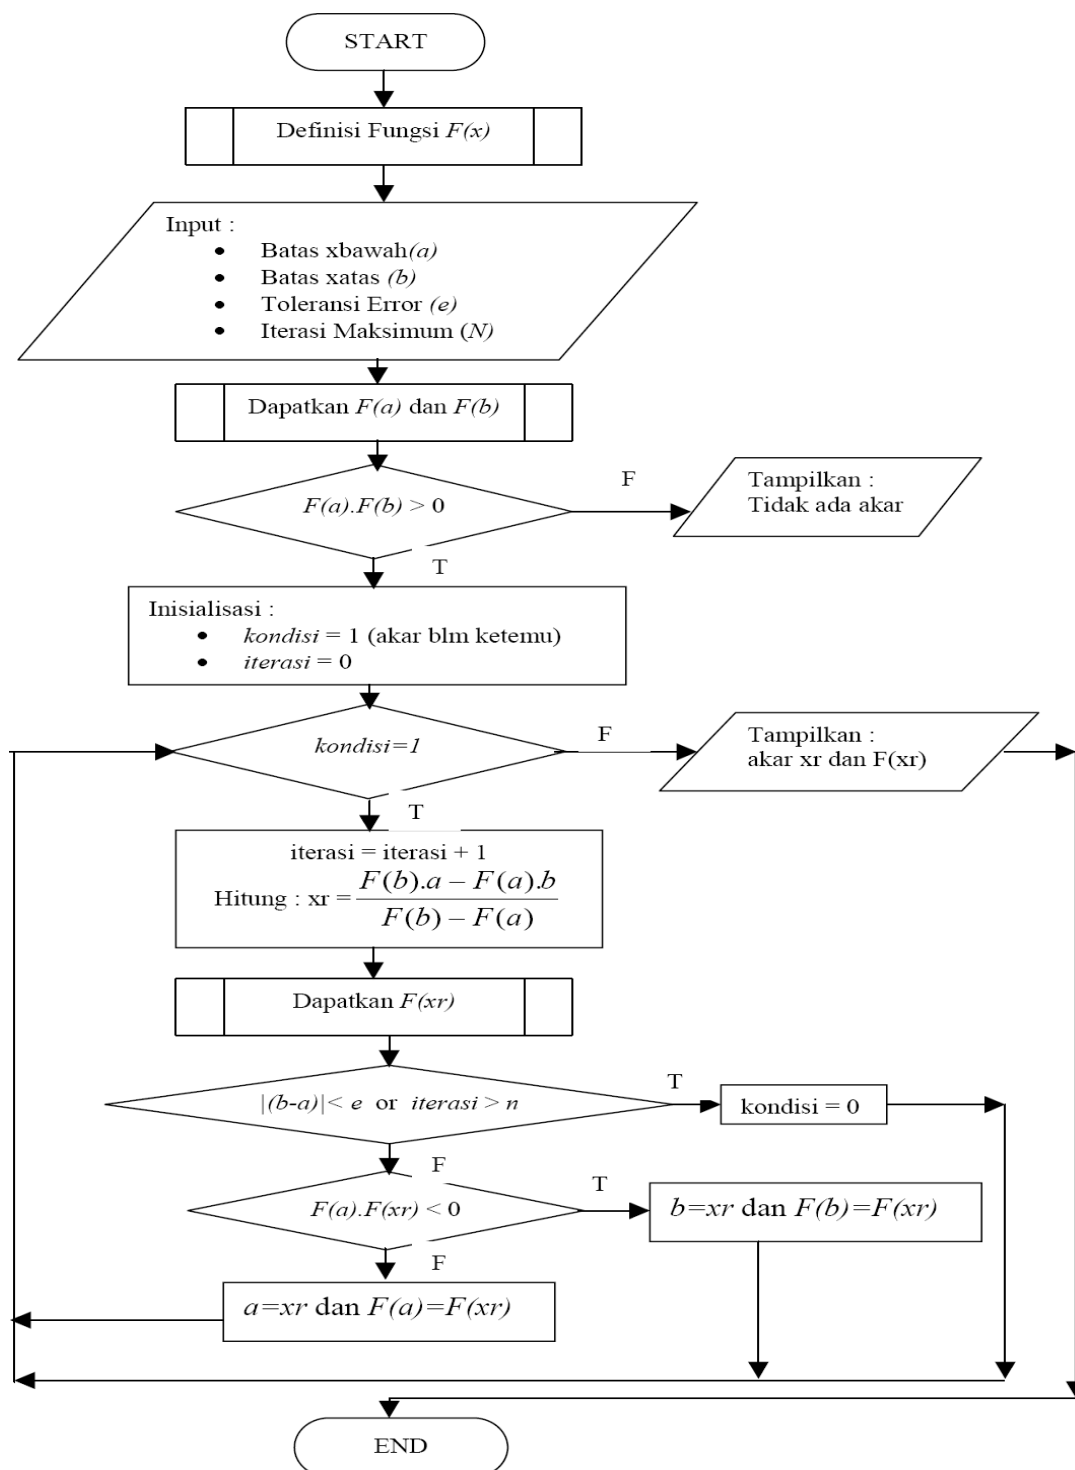 START
Definisi Fungsi F(x)
Input :
• Batas xbawah(a)
• Batas xatas (b)
• Toleransi Error (e)
• Iterasi Maksimum (N)
Dapatkan F(a) dan F(b)
F(a).F(b) > 0
F
Tampilkan :
Tidak ada akar
T
Inisialisasi :
• kondisi = 1 (akar blm ketemu)
• iterasi = 0
kondisi=1
F
Tampilkan :
akar xr dan F(xr)
T
iterasi = iterasi + 1
Hitung : xr = \frac{F(b).a − F(a).b}{F(b) − F(a)}
Dapatkan F(xr)
|(b-a)|< e or iterasi > n
T
kondisi = 0
F
F(a).F(xr) < 0
T
b=xr dan F(b)=F(xr)
F
a=xr dan F(a)=F(xr)
END